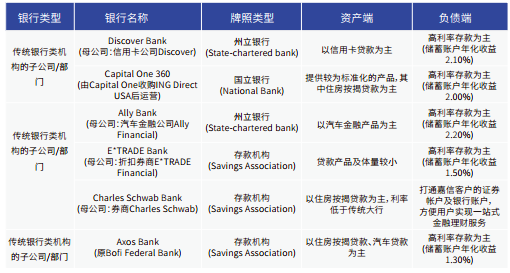 银行类型 银行名称 牌照类型 资产端 负债端
传统银行类机构的子公司/部门
Discover Bank
(母公司：信用卡公司Discover)
州立银行
(State-chartered bank)
以信用卡贷款为主
高利率存款为主
(储蓄账户年化收益
2.10%)
Capital One 360
(由Capital One收购ING Direct
USA后运营)
国立银行
(National Bank)
提供较为标准化的产品，其
中住房按揭贷款为主
高利率存款为主
(储蓄账户年化收益
2.00%)
传统银行类机构的子公司/部门
Ally Bank
(母公司：汽车金融公司Ally
Financial)
州立银行
(State-chartered bank)
以汽车金融产品为主
高利率存款为主
(储蓄账户年化收益
2.20%)
E*TRADE Bank
(母公司：折扣券商E*TRADE
Financial)
存款机构
(Savings Association)
贷款产品及体量较小
高利率存款为主
(储蓄账户年化收益
1.50%)
Charles Schwab Bank
(母公司：券商Charles Schwab)
存款机构
(Savings Association)
以住房按揭贷款为主，利率
低于传统大行
打通嘉信客户的证券
帐户及银行账户，
方便用户实现一站式
金融理财服务
传统银行类机构
的子公司/部门
Axos Bank
(原Bofi Federal Bank)
存款机构
(Savings Association)
以住房按揭贷款、汽车贷款
为主
高利率存款为主
(储蓄账户年化收益
1.30%)